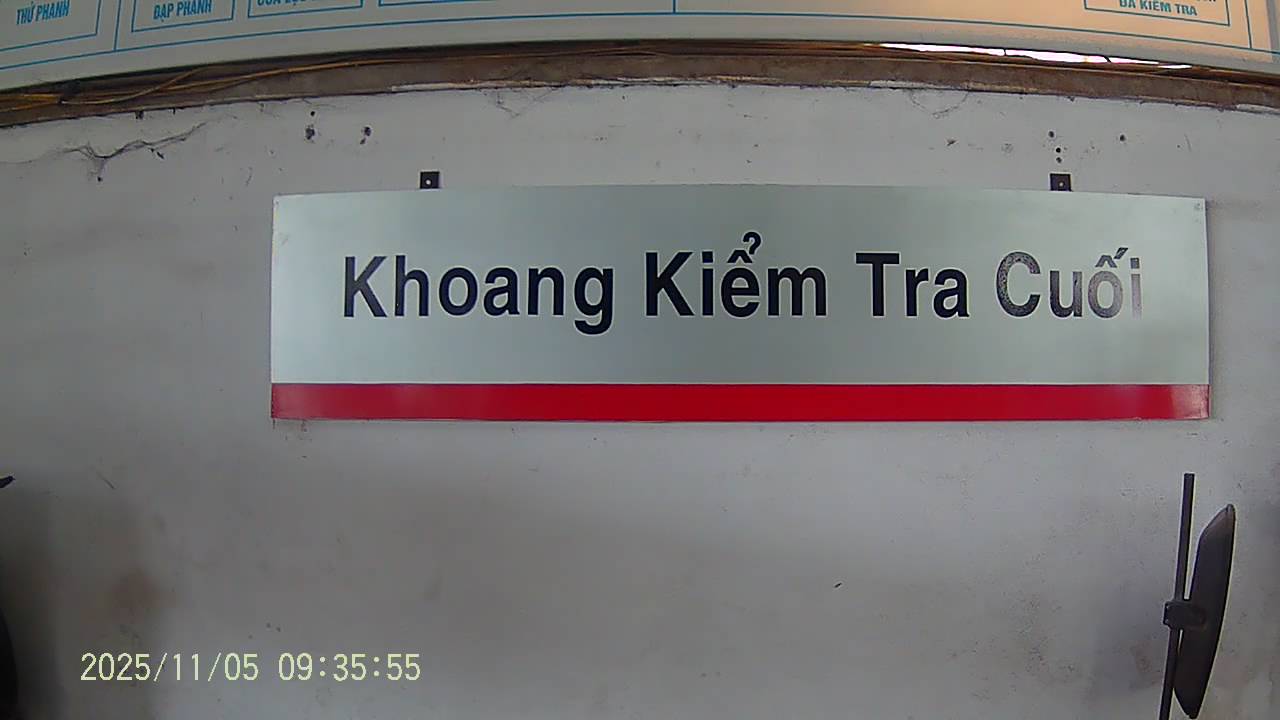 THỬ PHANH
ĐẠP PHANH
ĐÃ KIỂM TRA
Khoang Kiểm Tra Cuối
2025/11/05 09:35:55